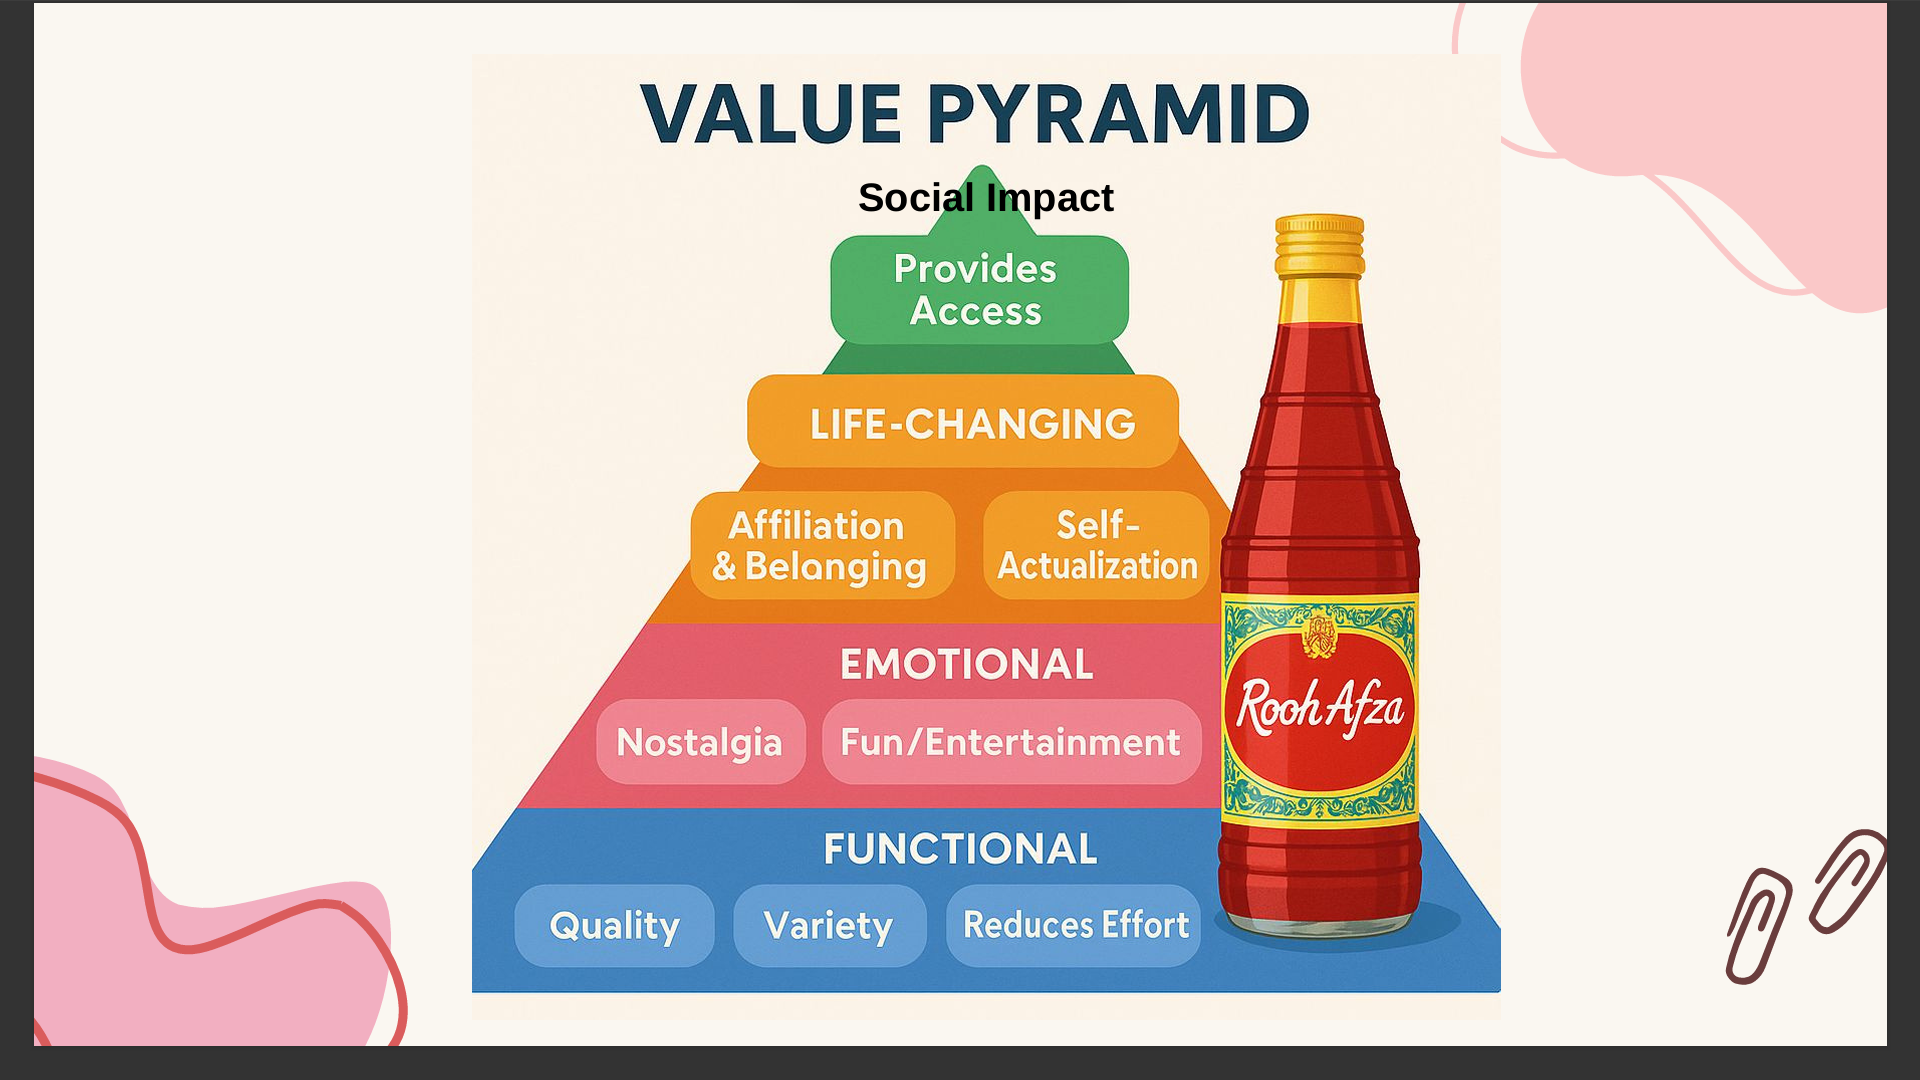 VALUE PYRAMID
Social Impact
Provides
Access
LIFE-CHANGING
Affiliation
& Belanging
Self-
Actualization
EMOTIONAL
Nostalgia
Fun/Entertainment
Rooh Afza
FUNCTIONAL
Quality
Variety
Reduces Effort